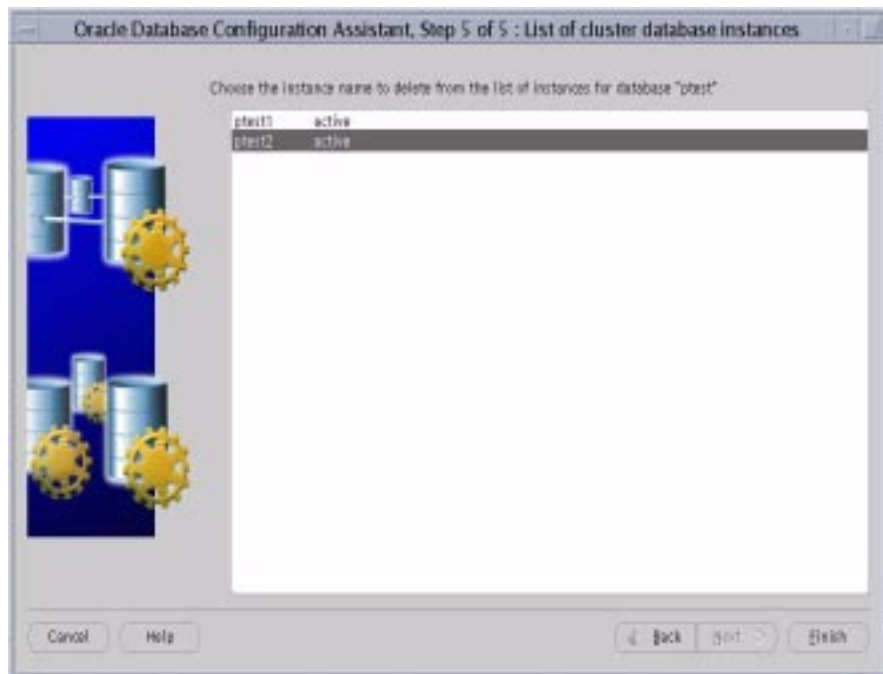 Oracle Database Configuration Assistant, Step 5 of 5 : List of cluster database instances
Choose the instance name to delete from the list of instances for database "ptest"
ptest1 active
ptest2 active
Cancel Help Back Next Finish